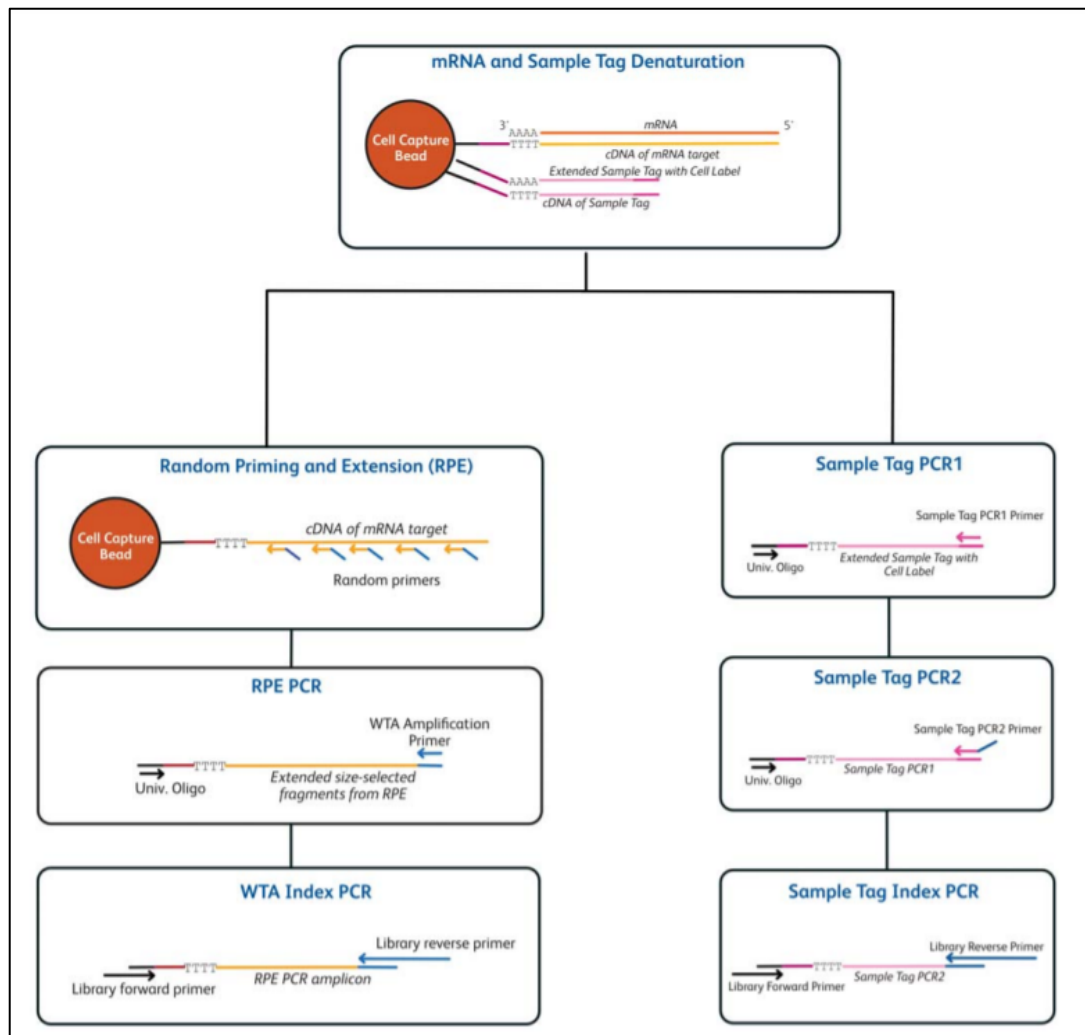 mRNA and Sample Tag Denaturation
Cell Capture
Bead
3'
5'
AAAA
mRNA
TTTT
cDNA of mRNA target
Extended Sample Tag with Cell Label
AAAA
TTTT
cDNA of Sample Tag
Random Priming and Extension (RPE)
Cell Capture
Bead
cDNA of mRNA target
TTTT
Random primers
RPE PCR
WTA Amplification
Primer
TTTT
Univ. Oligo
Extended size-selected
fragments from RPE
WTA Index PCR
Library reverse primer
TTTT
Library forward primer
RPE PCR amplicon
Sample Tag PCR1
Sample Tag PCR1 Primer
TTTT
Univ. Oligo
Extended Sample Tag with
Cell Label
Sample Tag PCR2
Sample Tag PCR2 Primer
TTTT
Univ. Oligo
Sample Tag PCR1
Sample Tag Index PCR
Library Reverse Primer
TTTT
Library Forward Primer
Sample Tag PCR2